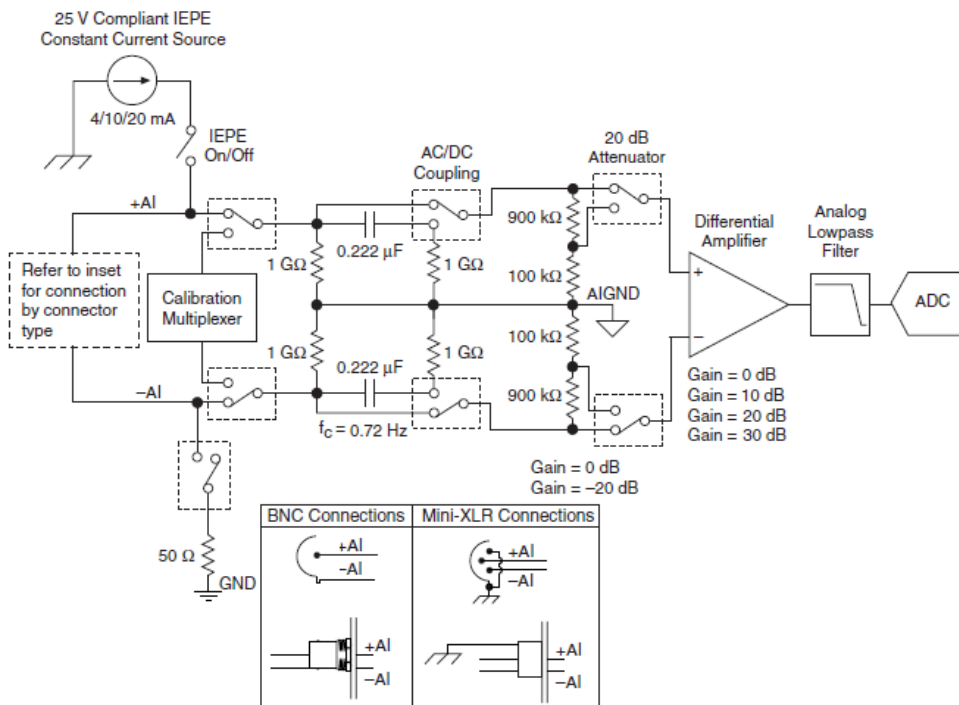 25 V Compliant IEPE
Constant Current Source
4/10/20 mA
IEPE
On/Off
AC/DC
Coupling
20 dB
Attenuator
+AI
900 kΩ
Differential
Amplifier
Analog
Lowpass
Filter
0.222 µF
1 GΩ
1 GΩ
100 kΩ
+
Refer to inset
for connection
by connector
type
Calibration
Multiplexer
AIGND
ADC
1 GΩ
0.222 µF
1 GΩ
100 kΩ
−
–AI
900 kΩ
fc = 0.72 Hz
Gain = 0 dB
Gain = 10 dB
Gain = 20 dB
Gain = 30 dB
Gain = 0 dB
Gain = –20 dB
50 Ω
GND
BNC Connections
Mini-XLR Connections
+AI
–AI
+AI
–AI
+AI
–AI
+AI
–AI